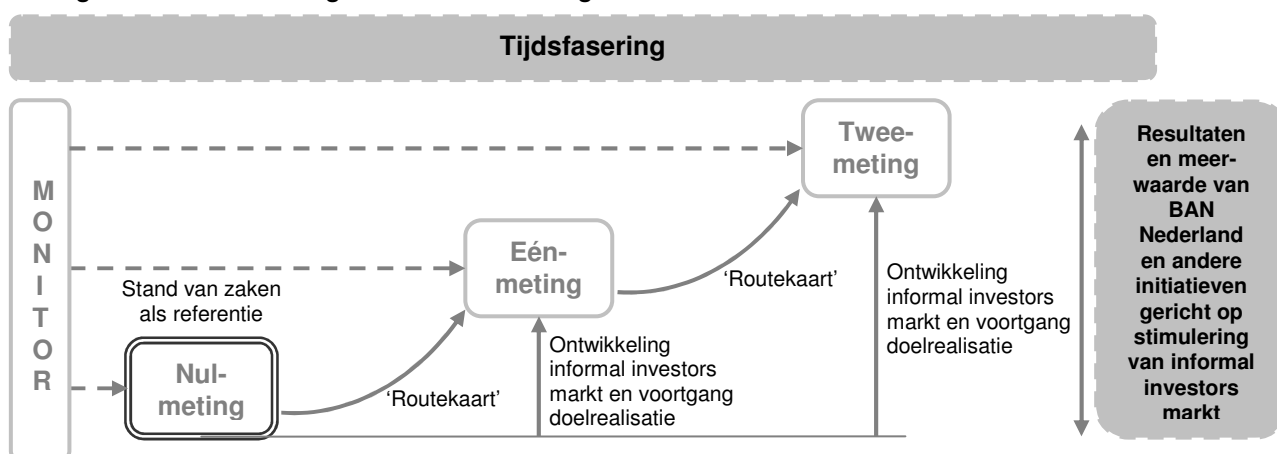 Tijdsfasering
M
O
N
I
T
O
R
Stand van zaken
als referentie
Nul-
meting
'Routekaart'
Eén-
meting
Ontwikkeling
informal investors
markt en voortgang
doelrealisatie
'Routekaart'
Twee-
meting
Ontwikkeling
informal investors
markt en voortgang
doelrealisatie
Resultaten
en meer-
waarde van
BAN
Nederland
en andere
initiatieven
gericht op
stimulering
van informal
investors
markt